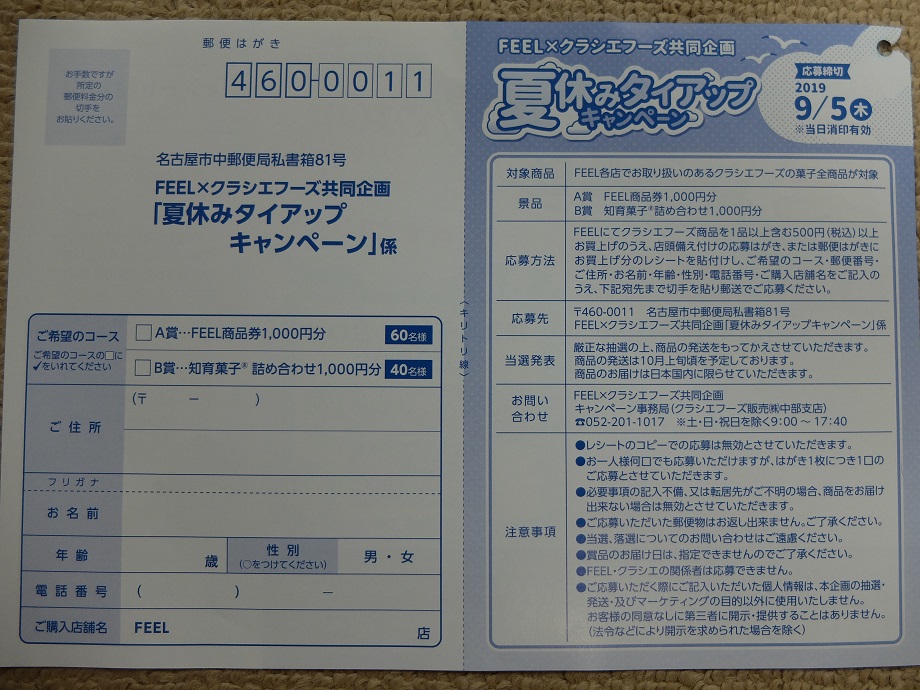 郵便はがき
460-0011
お手数ですが
所定の
郵便料金分の
切手を
お貼りください。
名古屋市中郵便局私書箱81号
FEEL×クラシエフーズ共同企画
「夏休みタイアップ
キャンペーン」係
ご希望のコース
ご希望のコースの□に
✓をいれてください
□A賞…FEEL商品券1,000円分 60名様
□B賞…知育菓子® 詰め合わせ1,000円分 40名様
ご住所
(〒 － )
フリガナ
お名前
年齢 歳 性別 男・女
(○をつけてください)
電話番号 ( ) －
ご購入店舗名 FEEL 店
〈キリトリ線〉
FEEL×クラシエフーズ共同企画
夏休みタイアップ
キャンペーン
応募締切
2019
9/5木
※当日消印有効
対象商品 FEEL各店でお取り扱いのあるクラシエフーズの菓子全商品が対象
景品
A賞 FEEL商品券1,000円分
B賞 知育菓子®詰め合わせ1,000円分
応募方法
FEELにてクラシエフーズ商品を1品以上含む500円(税込)以上
お買上げのうえ、店頭備え付けの応募はがき、または郵便はがきに
お買上げ分のレシートを貼付けし、ご希望のコース・郵便番号・
ご住所・お名前・年齢・性別・電話番号・ご購入店舗名をご記入の
うえ、下記宛先まで切手を貼り郵送でご応募ください。
応募先
〒460-0011 名古屋市中郵便局私書箱81号
FEEL×クラシエフーズ共同企画「夏休みタイアップキャンペーン」係
当選発表
厳正な抽選の上、商品の発送をもってかえさせていただきます。
商品の発送は10月上旬頃を予定しております。
商品のお届けは日本国内に限らせていただきます。
お問い
合わせ
FEEL×クラシエフーズ共同企画
キャンペーン事務局(クラシエフーズ販売㈱中部支店)
☎052-201-1017 ※土・日・祝日を除く9:00～17:40
注意事項
●レシートのコピーでの応募は無効とさせていただきます。
●お一人様何口でも応募いただけますが、はがき1枚につき1口の
ご応募とさせていただきます。
●必要事項の記入不備、又は転居先がご不明の場合、商品をお届け
出来ない場合は無効とさせていただきます。
●ご応募いただいた郵便物はお返し出来ません。ご了承ください。
●当選、落選についてのお問い合わせはご遠慮ください。
●賞品のお届け日は、指定できませんのでご了承ください。
●FEEL・クラシエの関係者は応募できません。
●ご応募いただく際にご記入いただいた個人情報は、本企画の抽選・
発送・及びマーケティングの目的以外に使用いたしません。
お客様の同意なしに第三者に開示・提供することはありません。
(法令などにより開示を求められた場合を除く)